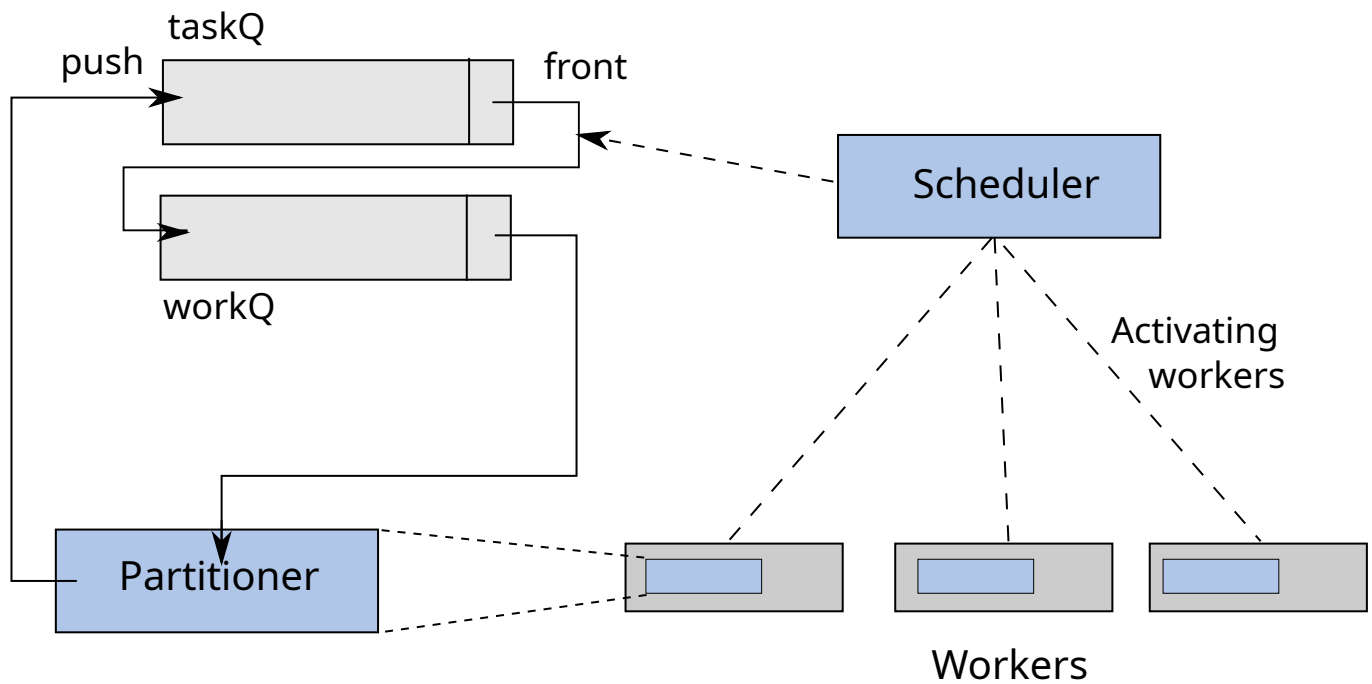 taskQ
push
front
Scheduler
workQ
Activating
workers
Partitioner
Workers